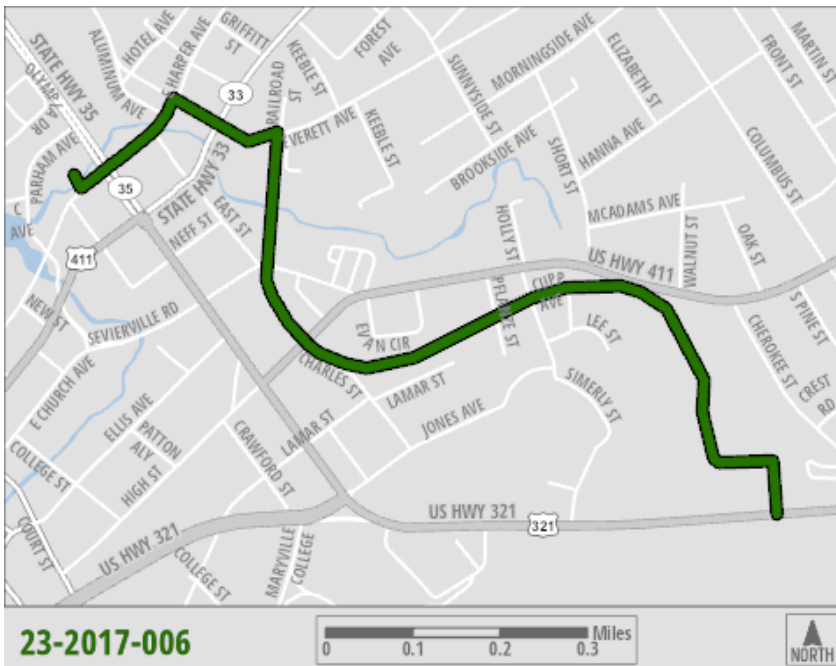 GRIFFITT ST
HOTEL AVE
ALUMINUM AVE
E HARPER AVE
STATE HWY 35
OLYMPIA DR
33
KEEBLE ST
FOREST AVE
RAILROAD ST
EVERETT AVE
KEEBLE ST
SUNNYSIDE ST
MORNINGSIDE AVE
ELIZABETH ST
FRONT ST
MARTIN ST
HANNA AVE
SHORT ST
BROOKSIDE AVE
COLUMBUS ST
PARHAM AVE
35
STATE HWY 33
C AVE
EAST ST
NEFF ST
411
HOLLY ST
MCADAMS AVE
US HWY 411
WALNUT ST
OAK ST
S PINE ST
NEW ST
SEVIERVILLE RD
EVAN CIR
PFLANZE ST
CUPP AVE
LEE ST
CHEROKEE ST
CREST RD
E CHURCH AVE
CHARLES ST
LAMAR ST
SIMERLY ST
ELLIS AVE
PATTON ALY
LAMAR ST
JONES AVE
COLLEGE ST
HIGH ST
CRAWFORD ST
COURT ST
US HWY 321
US HWY 321
321
COLLEGE ST
MARYVILLE COLLEGE
23-2017-006
Miles
0 0.1 0.2 0.3
NORTH